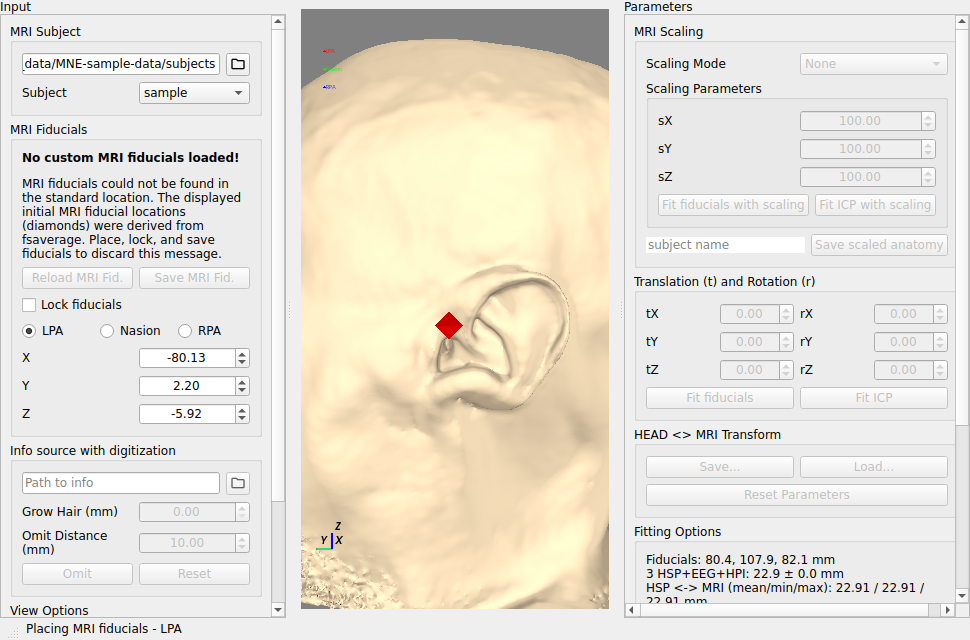 Input
MRI Subject
data/MNE-sample-data/subjects
Subject
sample
MRI Fiducials
No custom MRI fiducials loaded!
MRI fiducials could not be found in
the standard location. The displayed
initial MRI fiducial locations
(diamonds) were derived from
fsaverage. Place, lock, and save
fiducials to discard this message.
Reload MRI Fid.
Save MRI Fid.
Lock fiducials
LPA
Nasion
RPA
X
-80.13
Y
2.20
Z
-5.92
Info source with digitization
Path to info
Grow Hair (mm)
0.00
Omit Distance
(mm)
10.00
Omit
Reset
View Options
Placing MRI fiducials - LPA
RPA
Z
Y
X
Parameters
MRI Scaling
Scaling Mode
None
Scaling Parameters
sX
100.00
sY
100.00
sZ
100.00
Fit fiducials with scaling
Fit ICP with scaling
subject name
Save scaled anatomy
Translation (t) and Rotation (r)
tX
0.00
rX
0.00
tY
0.00
rY
0.00
tZ
0.00
rZ
0.00
Fit fiducials
Fit ICP
HEAD <> MRI Transform
Save...
Load...
Reset Parameters
Fitting Options
Fiducials: 80.4, 107.9, 82.1 mm
3 HSP+EEG+HPI: 22.9 ± 0.0 mm
HSP <-> MRI (mean/min/max): 22.91 / 22.91 /
22.91 mm